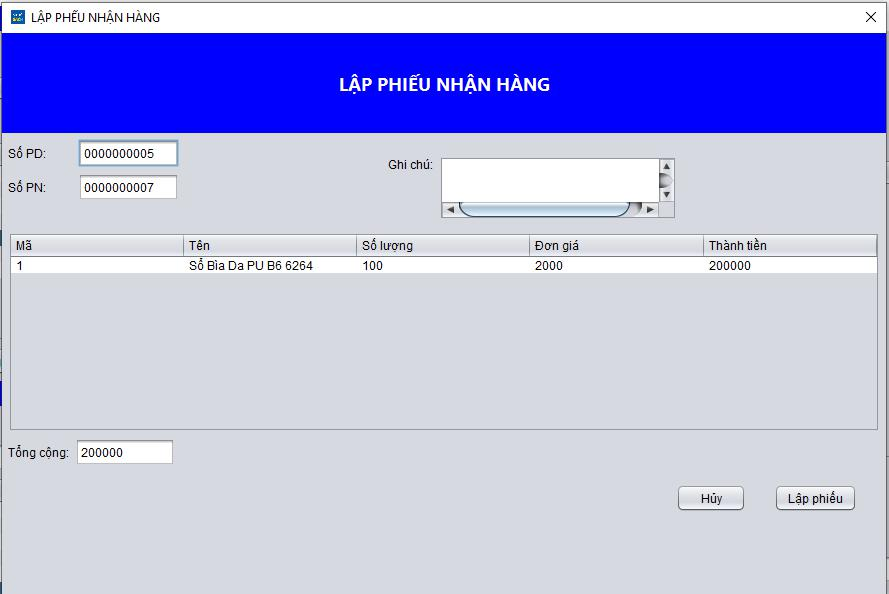 LẬP PHẾU NHẬN HÀNG
LẬP PHIẾU NHẬN HÀNG
Số PD: 0000000005
Ghi chú:
Số PN: 0000000007
Mã Tên Số lượng Đơn giá Thành tiền
1 Sổ Bìa Da PU B6 6264 100 2000 200000
Tổng cộng: 200000
Hủy Lập phiếu